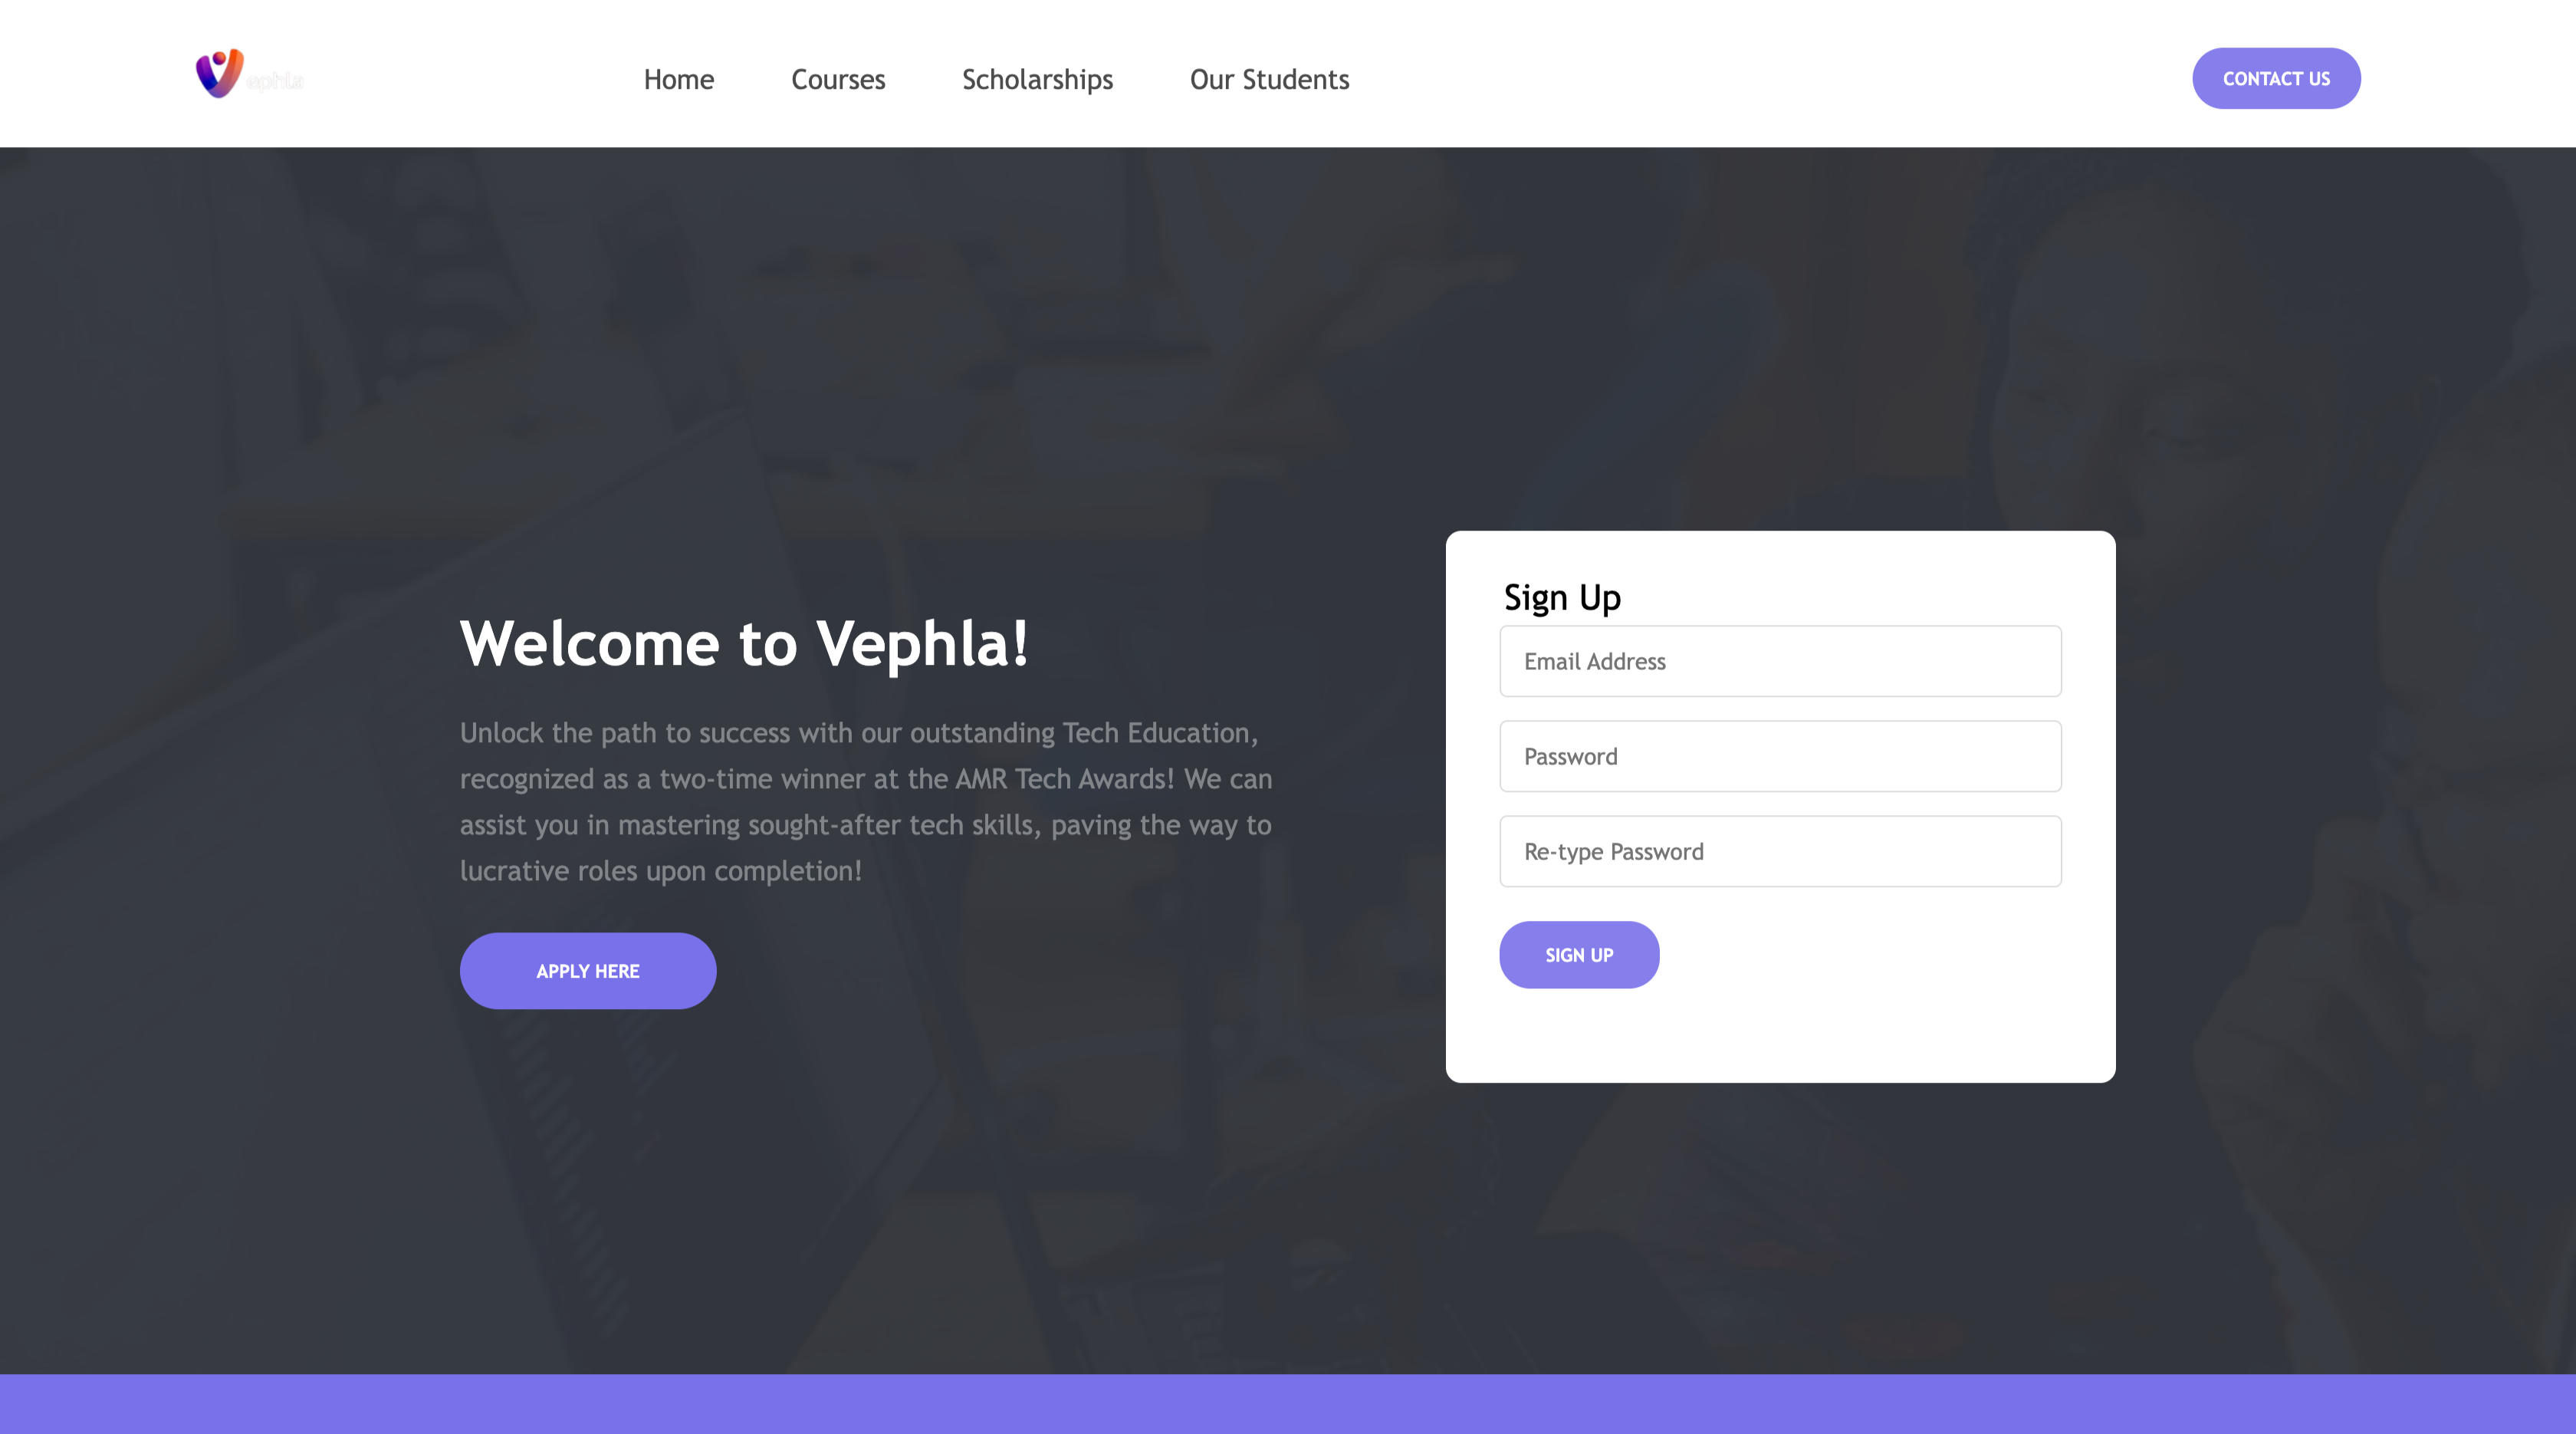 ephla
Home
Courses
Scholarships
Our Students
CONTACT US
Welcome to Vephla!
Unlock the path to success with our outstanding Tech Education,
recognized as a two-time winner at the AMR Tech Awards! We can
assist you in mastering sought-after tech skills, paving the way to
lucrative roles upon completion!
APPLY HERE
Sign Up
Email Address
Password
Re-type Password
SIGN UP